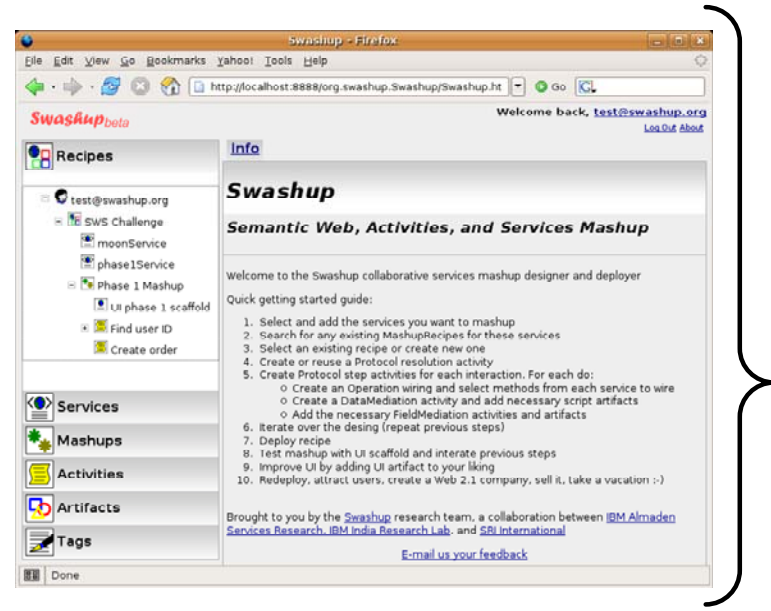 Swashup - Firefox
File Edit View Go Bookmarks Yahoo! Tools Help
http://localhost:8888/org.swashup.Swashup/Swashup.ht Go
Swashup beta
Welcome back, test@swashup.org
Log Out About
Recipes
test@swashup.org
SWS Challenge
moonService
phase1Service
Phase 1 Mashup
UI phase 1 scaffold
Find user ID
Create order
Services
Mashups
Activities
Artifacts
Tags
Info
Swashup
Semantic Web, Activities, and Services Mashup
Welcome to the Swashup collaborative services mashup designer and deployer
Quick getting started guide:
1. Select and add the services you want to mashup
2. Search for any existing MashupRecipes for these services
3. Select an existing recipe or create new one
4. Create or reuse a Protocol resolution activity
5. Create Protocol step activities for each interaction. For each do:
Create an Operation wiring and select methods from each service to wire
Create a DataMediation activity and add necessary script artifacts
Add the necessary FieldMediation activities and artifacts
6. Iterate over the desing (repeat previous steps)
7. Deploy recipe
8. Test mashup with UI scaffold and interate previous steps
9. Improve UI by adding UI artifact to your liking
10. Redeploy, attract users, create a Web 2.1 company, sell it, take a vacation :-)
Brought to you by the Swashup research team, a collaboration between IBM Almaden
Services Research, IBM India Research Lab. and SRI International
E-mail us your feedback
Done